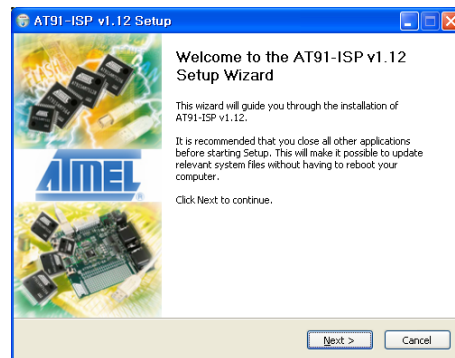 AT91-ISP v1.12 Setup
Welcome to the AT91-ISP v1.12
Setup Wizard
This wizard will guide you through the installation of
AT91-ISP v1.12.
It is recommended that you close all other applications
before starting Setup. This will make it possible to update
relevant system files without having to reboot your
computer.
Click Next to continue.
ATMEL
Next >
Cancel